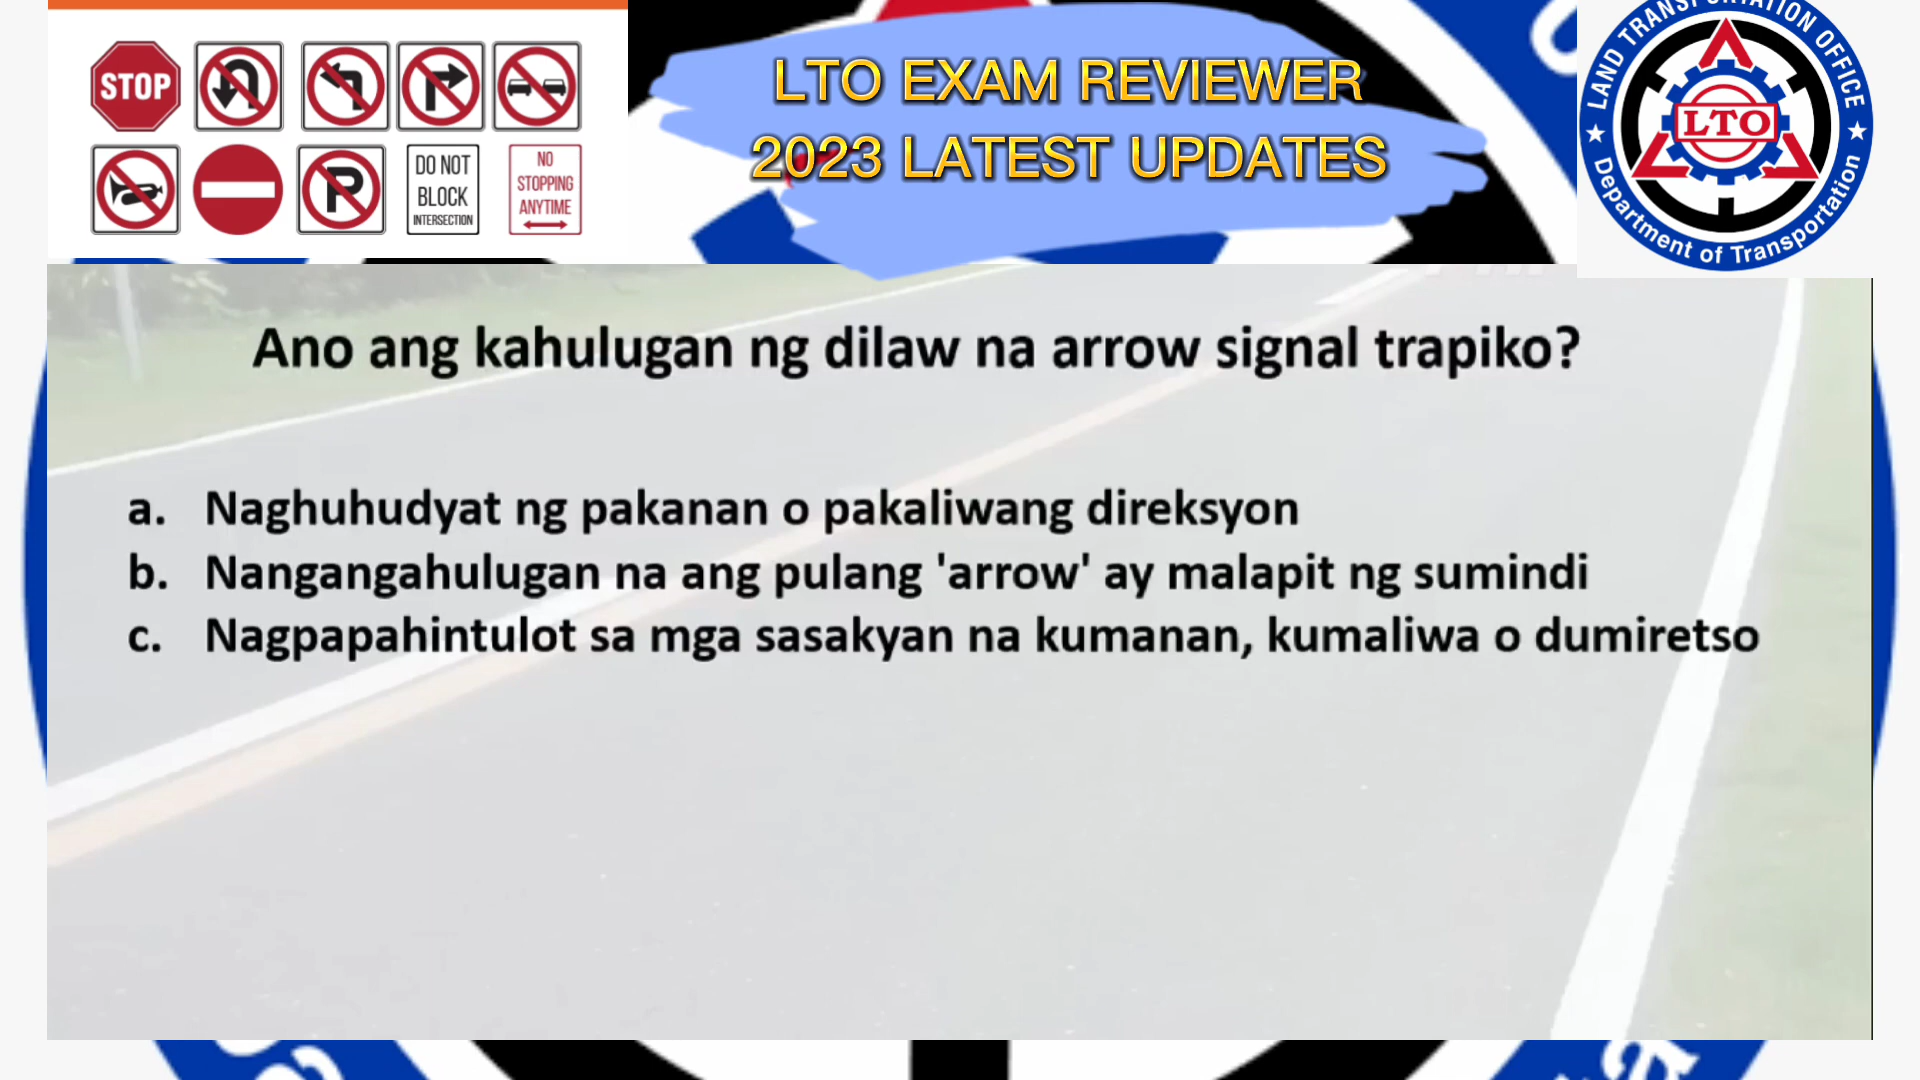 STOP
DO NOT
BLOCK
INTERSECTION
NO
STOPPING
ANYTIME
P
LTO EXAM REVIEWER
2023 LATEST UPDATES
LAND TRANSPORTATION OFFICE
LTO
Department of Transportation
Ano ang kahulugan ng dilaw na arrow signal trapiko?
a. Naghuhudyat ng pakanan o pakaliwang direksyon
b. Nangangahulugan na ang pulang 'arrow' ay malapit ng sumindi
c. Nagpapahintulot sa mga sasakyan na kumanan, kumaliwa o dumiretso